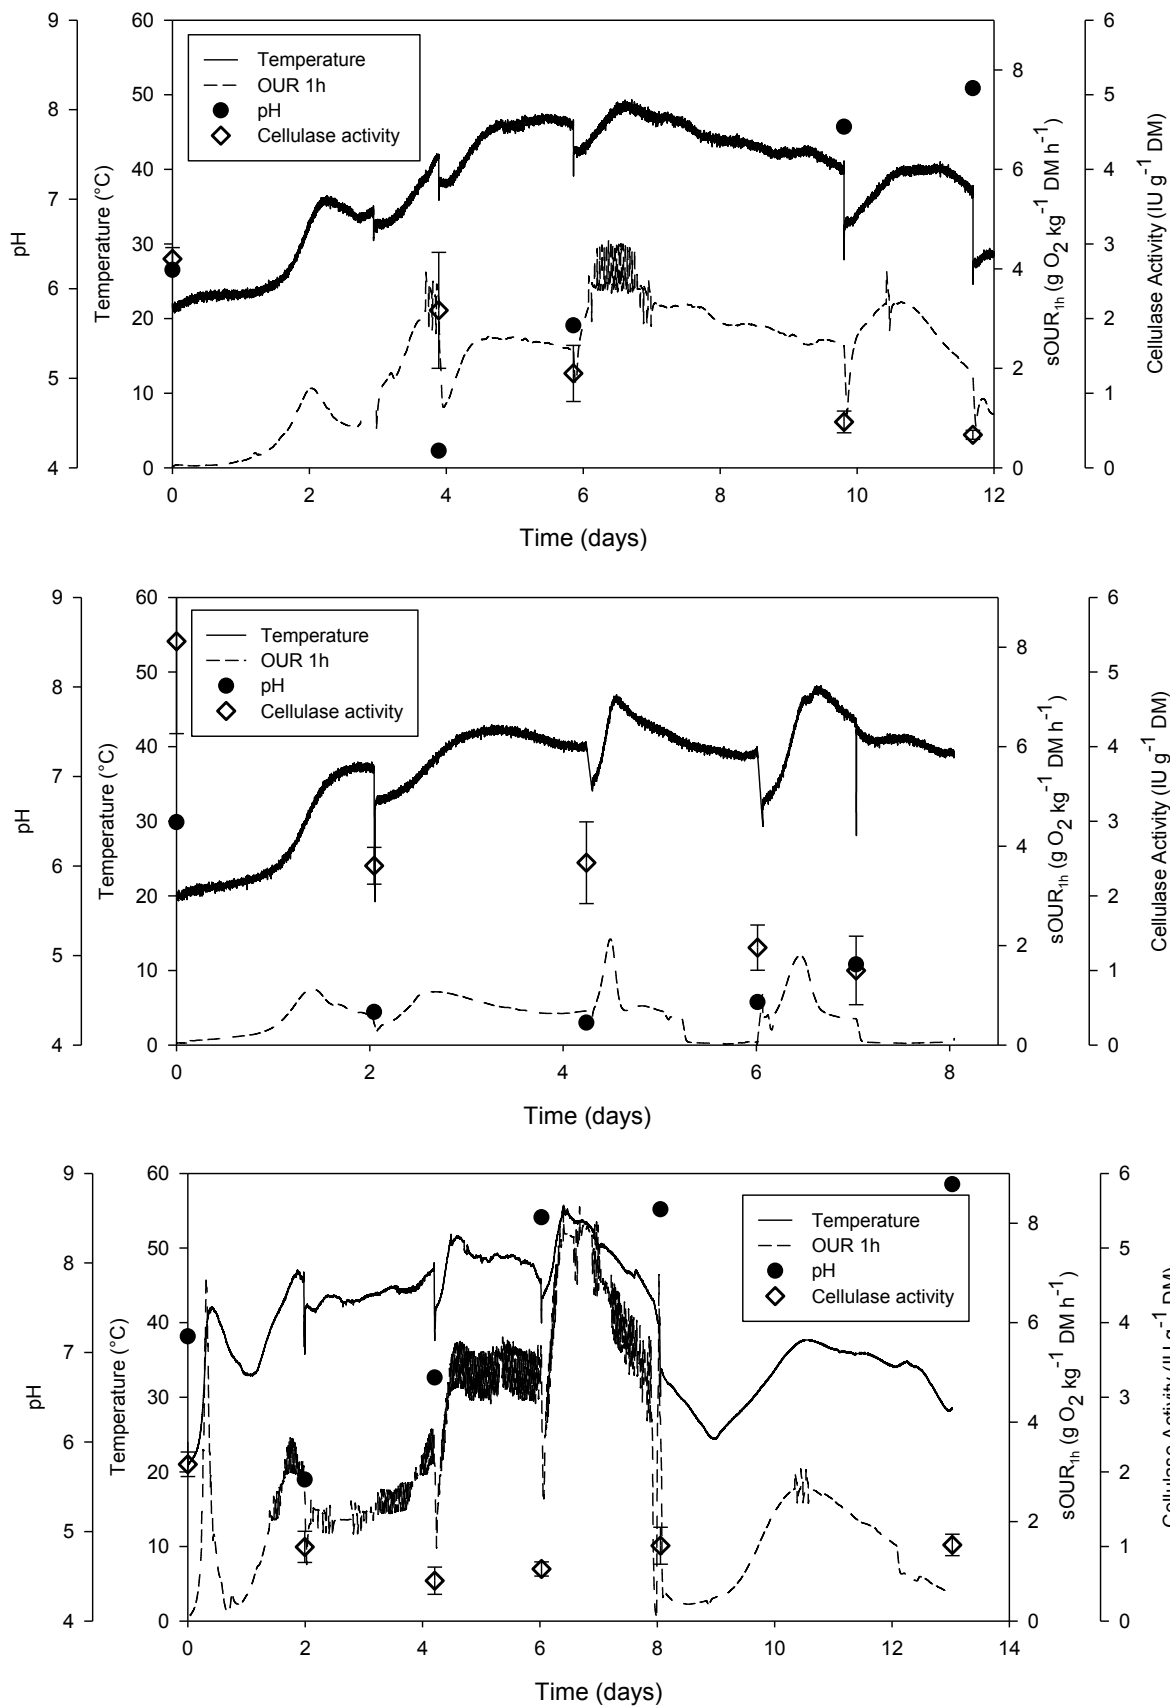 Temperature
OUR 1h
pH
Cellulase activity
pH
9
8
7
6
5
4
Temperature (°C)
60
50
40
30
20
10
0
sOUR1h (g O2 kg-1 DM h-1)
8
6
4
2
0
Cellulase Activity (IU g-1 DM)
6
5
4
3
2
1
0
0 2 4 6 8 10 12
Time (days)
Temperature
OUR 1h
pH
Cellulase activity
pH
9
8
7
6
5
4
Temperature (°C)
60
50
40
30
20
10
0
sOUR1h (g O2 kg-1 DM h-1)
8
6
4
2
0
Cellulase Activity (IU g-1 DM)
6
5
4
3
2
1
0
0 2 4 6 8
Time (days)
Temperature
OUR 1h
pH
Cellulase activity
pH
9
8
7
6
5
4
Temperature (°C)
60
50
40
30
20
10
0
sOUR1h (g O2 kg-1 DM h-1)
8
6
4
2
0
Cellulase Activity (IU g-1 DM)
6
5
4
3
2
1
0
0 2 4 6 8 10 12 14
Time (days)